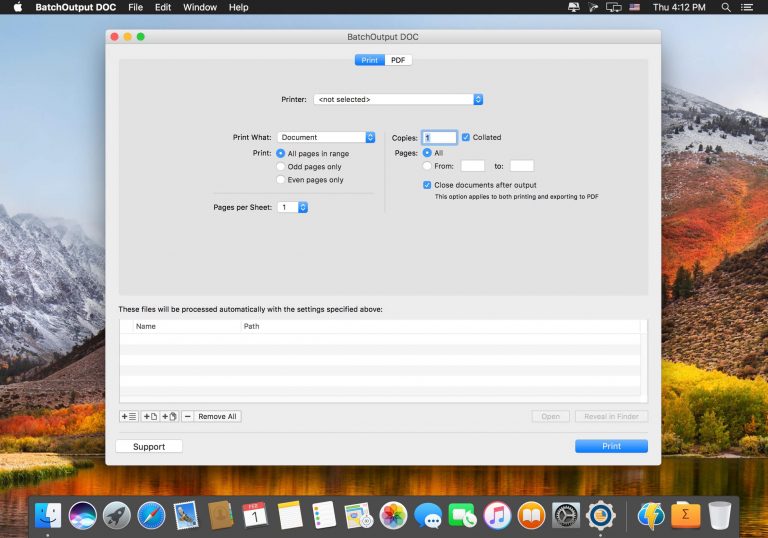 BatchOutput DOC File Edit Window Help Thu 4:12 PM
BatchOutput DOC
Print PDF
Printer: <not selected>
Print What: Document
Copies: 1 Collated
Print: All pages in range
Pages: All
Odd pages only
From: to:
Even pages only
Close documents after output
This option applies to both printing and exporting to PDF
Pages per Sheet: 1
These files will be processed automatically with the settings specified above:
Name Path
Remove All Open Reveal in Finder
Support Print
1
Σ